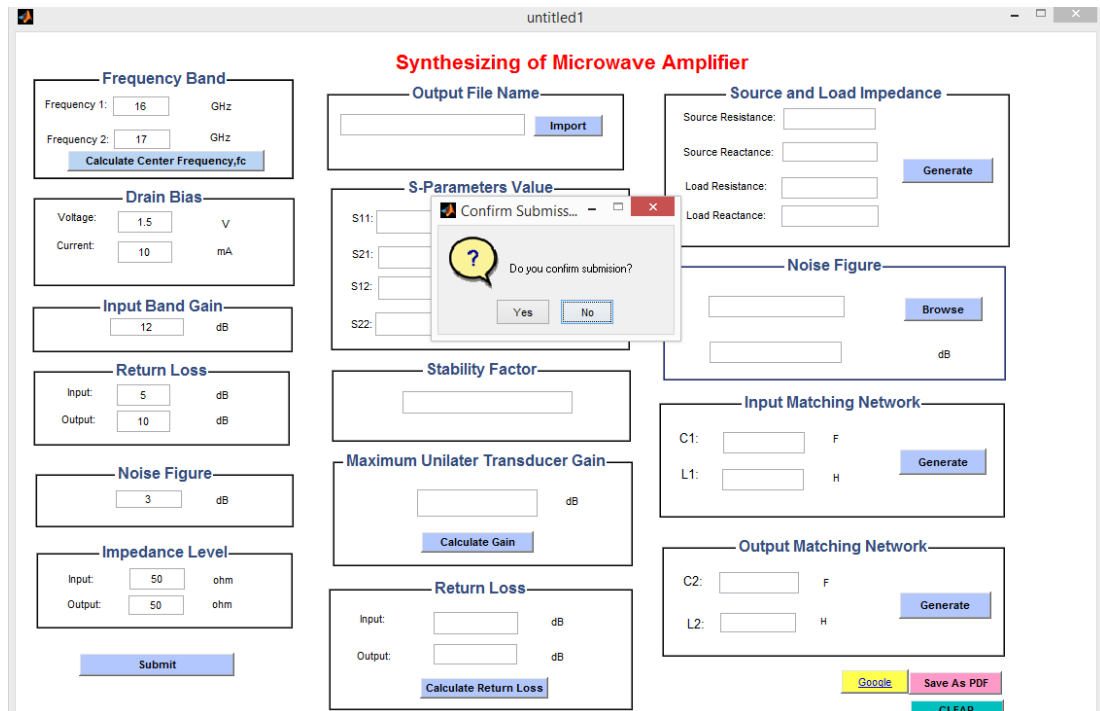 untitled1
Synthesizing of Microwave Amplifier
Frequency Band
Frequency 1: 16 GHz
Frequency 2: 17 GHz
Calculate Center Frequency,fc
Drain Bias
Voltage: 1.5 V
Current: 10 mA
Input Band Gain
12 dB
Return Loss
Input: 5 dB
Output: 10 dB
Noise Figure
3 dB
Impedance Level
Input: 50 ohm
Output: 50 ohm
Submit
Output File Name
Import
S-Parameters Value
S11:
S21:
S12:
S22:
Confirm Submiss...
?
Do you confirm submision?
Yes No
Stability Factor
Maximum Unilater Transducer Gain
dB
Calculate Gain
Return Loss
Input: dB
Output: dB
Calculate Return Loss
Source and Load Impedance
Source Resistance:
Source Reactance:
Generate
Load Resistance:
Load Reactance:
Noise Figure
Browse
dB
Input Matching Network
C1: F
Generate
L1: H
Output Matching Network
C2: F
Generate
L2: H
Google Save As PDF
CLEAR